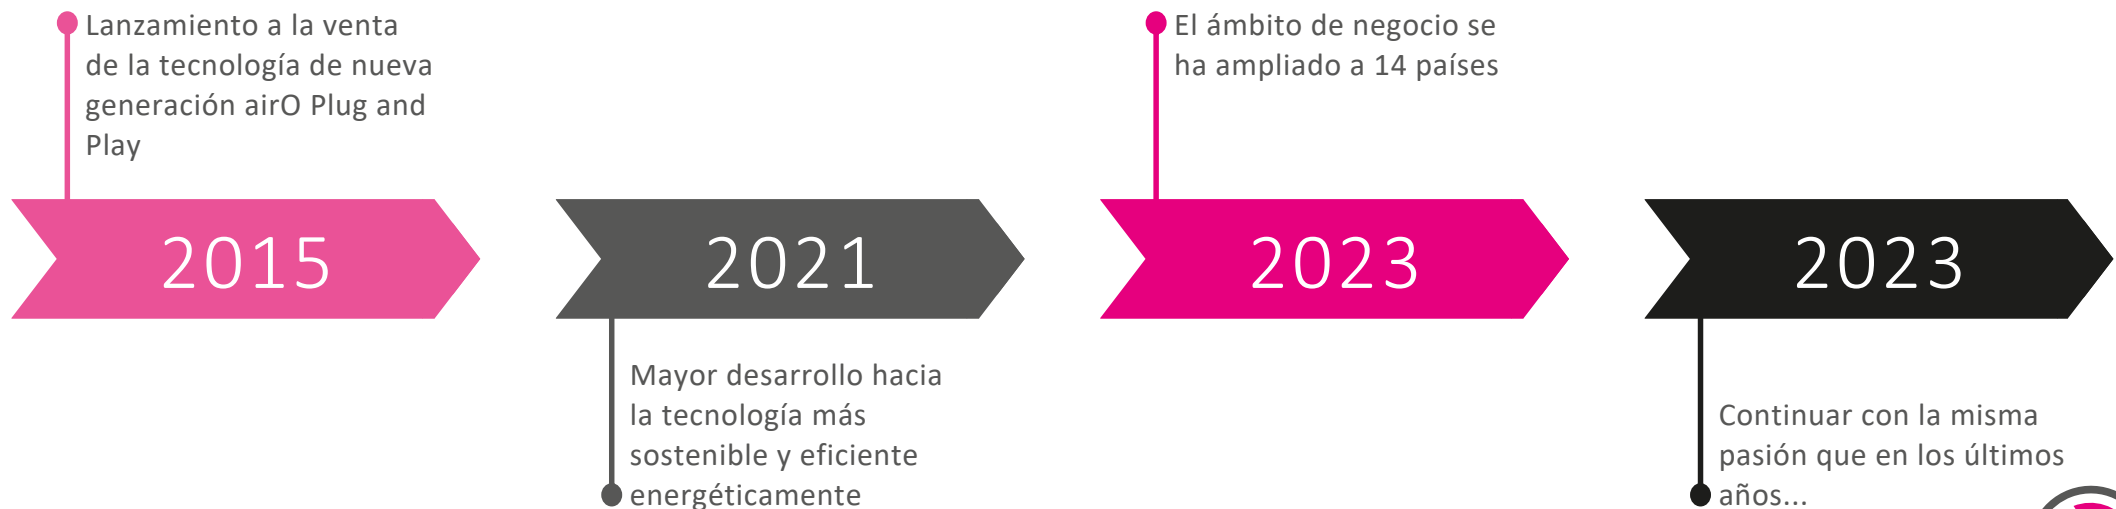 Lanzamiento a la venta
de la tecnología de nueva
generación airO Plug and
Play
2015
2021
Mayor desarrollo hacia
la tecnología más
sostenible y eficiente
energéticamente
El ámbito de negocio se
ha ampliado a 14 países
2023
2023
Continuar con la misma
pasión que en los últimos
años...